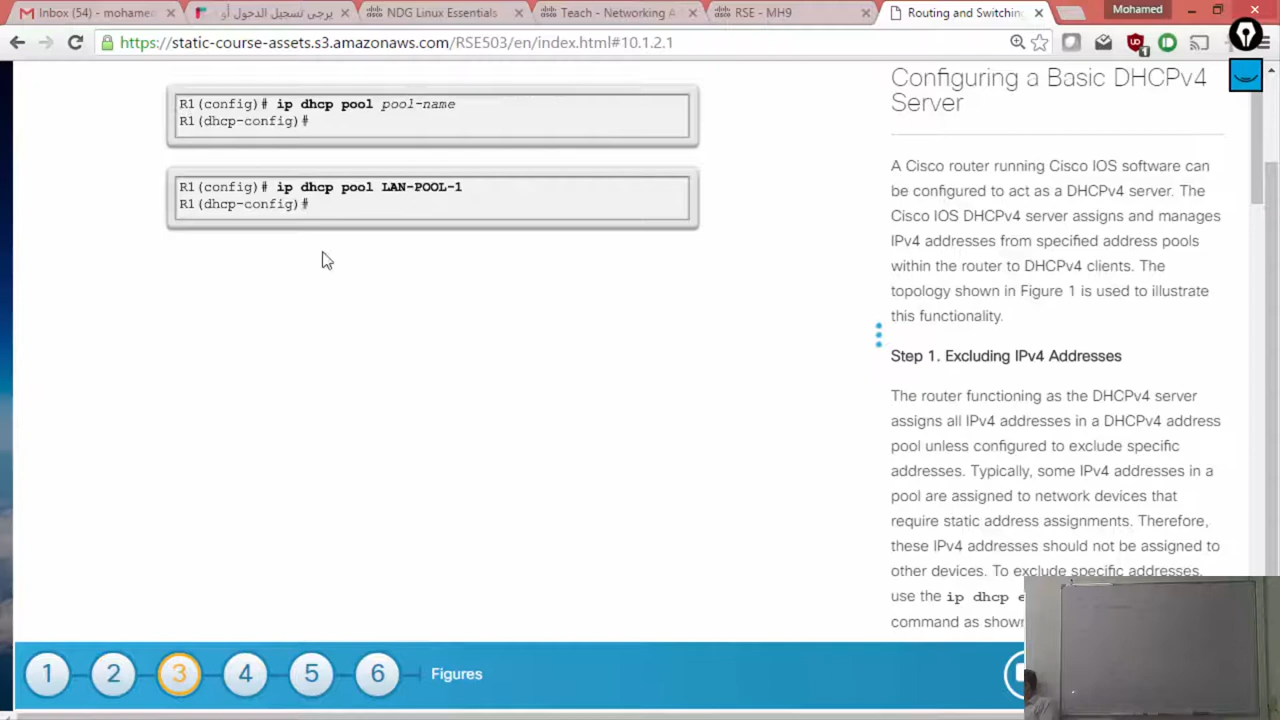 Inbox (54) - mohame
يرجى تسجيل الدخول أو
NDG Linux Essentials
Teach - Networking A
RSE - MH9
Routing and Switchin
Mohamed
https://static-course-assets.s3.amazonaws.com/RSE503/en/index.html#10.1.2.1
R1(config)# ip dhcp pool pool-name
R1(dhcp-config)#
R1(config)# ip dhcp pool LAN-POOL-1
R1(dhcp-config)#
Configuring a Basic DHCPv4
Server
A Cisco router running Cisco IOS software can
be configured to act as a DHCPv4 server. The
Cisco IOS DHCPv4 server assigns and manages
IPv4 addresses from specified address pools
within the router to DHCPv4 clients. The
topology shown in Figure 1 is used to illustrate
this functionality.
Step 1. Excluding IPv4 Addresses
The router functioning as the DHCPv4 server
assigns all IPv4 addresses in a DHCPv4 address
pool unless configured to exclude specific
addresses. Typically, some IPv4 addresses in a
pool are assigned to network devices that
require static address assignments. Therefore,
these IPv4 addresses should not be assigned to
other devices. To exclude specific addresses,
use the ip dhcp e
command as shown
1 2 3 4 5 6 Figures